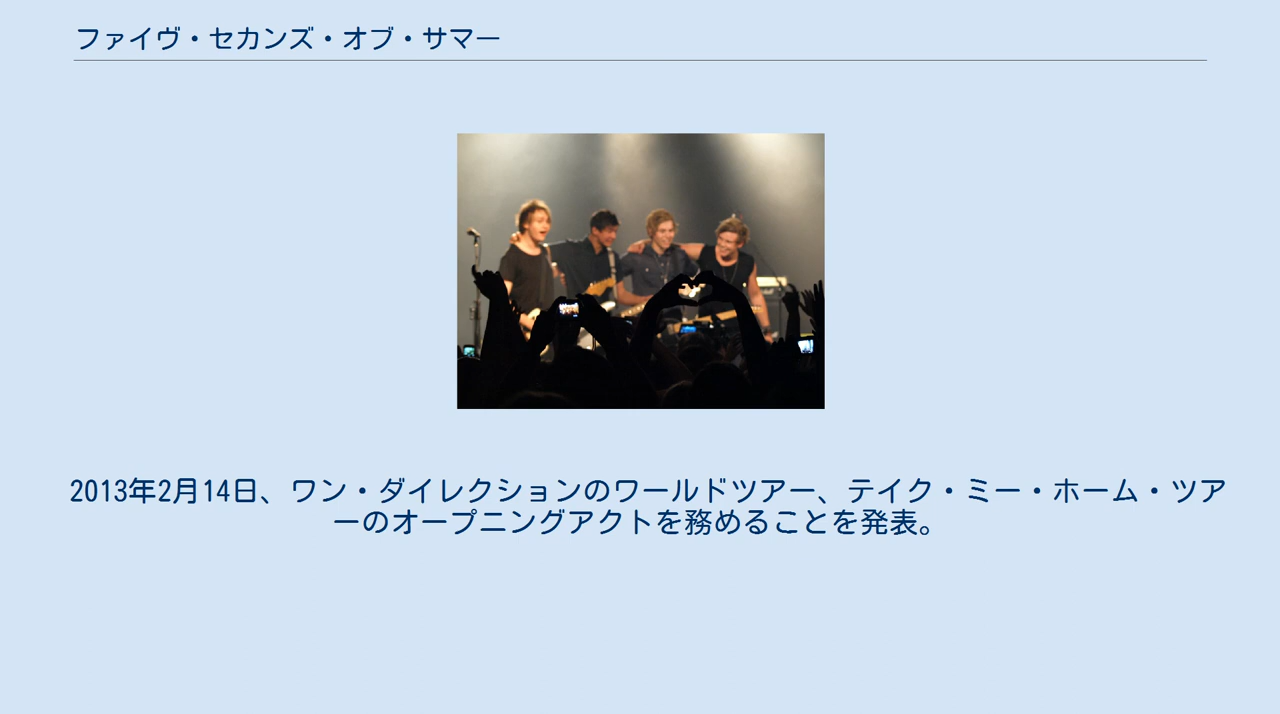 ファイヴ・セカンズ・オブ・サマー
2013年2月14日、ワン・ダイレクションのワールドツアー、テイク・ミー・ホーム・ツア
ーのオープニングアクトを務めることを発表。